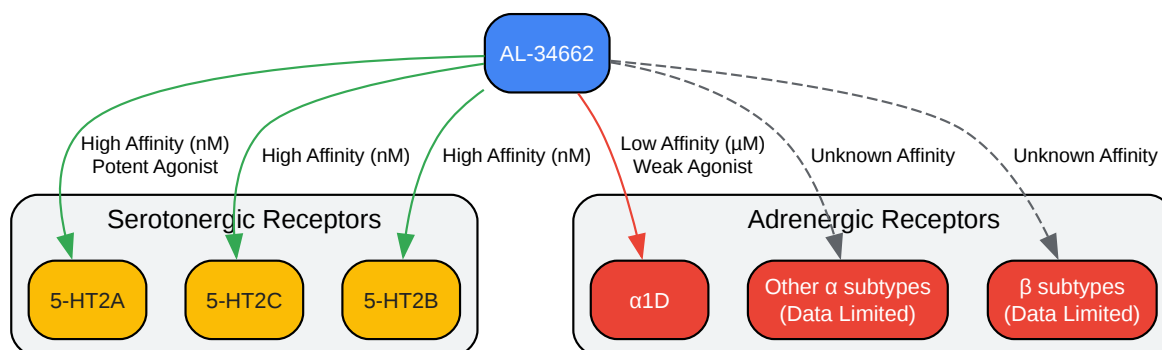 AL-34662
High Affinity (nM)
Potent Agonist
High Affinity (nM)
High Affinity (nM)
Low Affinity (µM)
Weak Agonist
Unknown Affinity
Unknown Affinity
Serotonergic Receptors
Adrenergic Receptors
5-HT2A
5-HT2C
5-HT2B
α1D
Other α subtypes
(Data Limited)
β subtypes
(Data Limited)